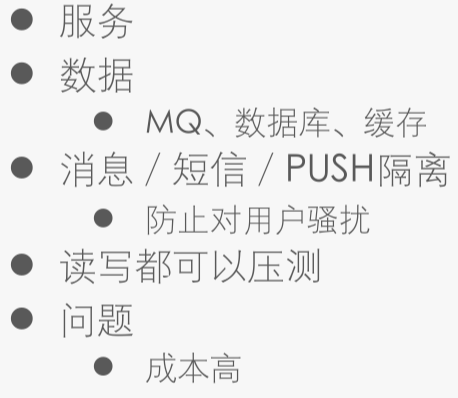 ● 服务
● 数据
● MQ、数据库、缓存
● 消息 / 短信 / PUSH隔离
● 防止对用户骚扰
● 读写都可以压测
● 问题
● 成本高